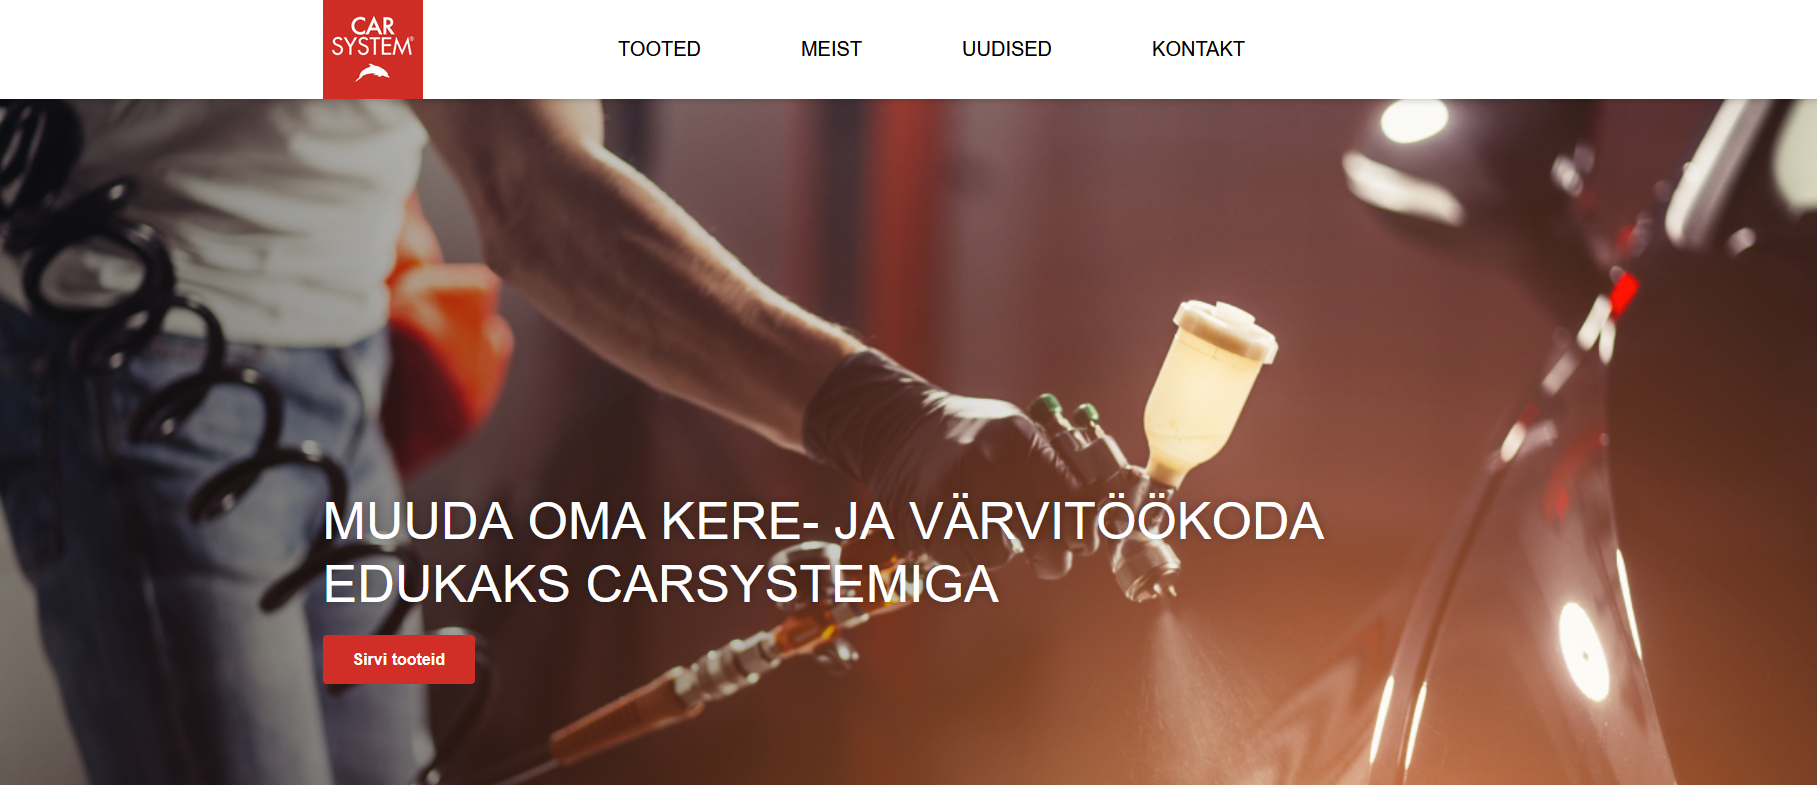 CAR
SYSTEM®
TOOTED
MEIST
UUDISED
KONTAKT
MUUDA OMA KERE- JA VÄRVITÖÖKODA
EDUKAKS CARSYSTEMIGA
Sirvi tooteid